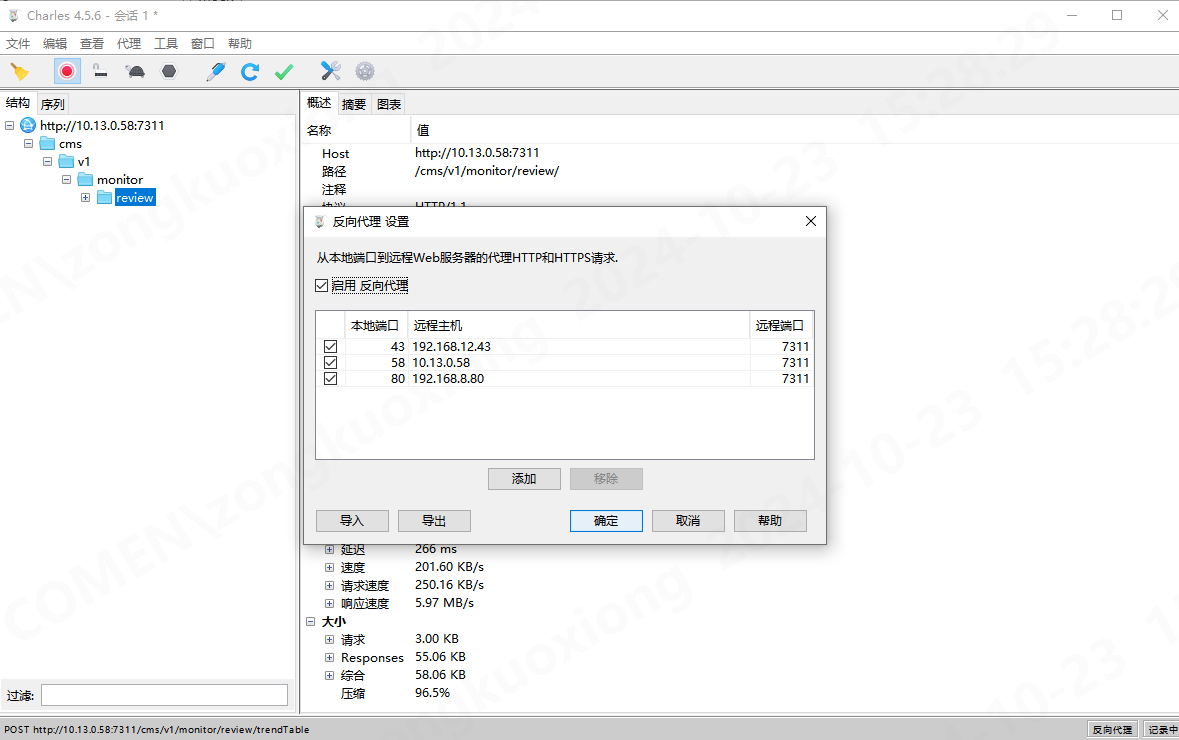 Charles 4.5.6 - 会话 1 *
文件 编辑 查看 代理 工具 窗口 帮助
结构 序列
http://10.13.0.58:7311
cms
v1
monitor
review
过滤:
概述 摘要 图表
名称 值
Host http://10.13.0.58:7311
路径 /cms/v1/monitor/review/
注释
协议 HTTP/1.1
反向代理 设置
从本地端口到远程Web服务器的代理HTTP和HTTPS请求.
启用 反向代理
本地端口 远程主机 远程端口
43 192.168.12.43 7311
58 10.13.0.58 7311
80 192.168.8.80 7311
添加 移除
导入 导出 确定 取消 帮助
延迟 266 ms
速度 201.60 KB/s
请求速度 250.16 KB/s
响应速度 5.97 MB/s
大小
请求 3.00 KB
Responses 55.06 KB
综合 58.06 KB
压缩 96.5%
POST http://10.13.0.58:7311/cms/v1/monitor/review/trendTable
反向代理 记录中
COMEN\zongkuoxiong 2024-10-23 15:28:29